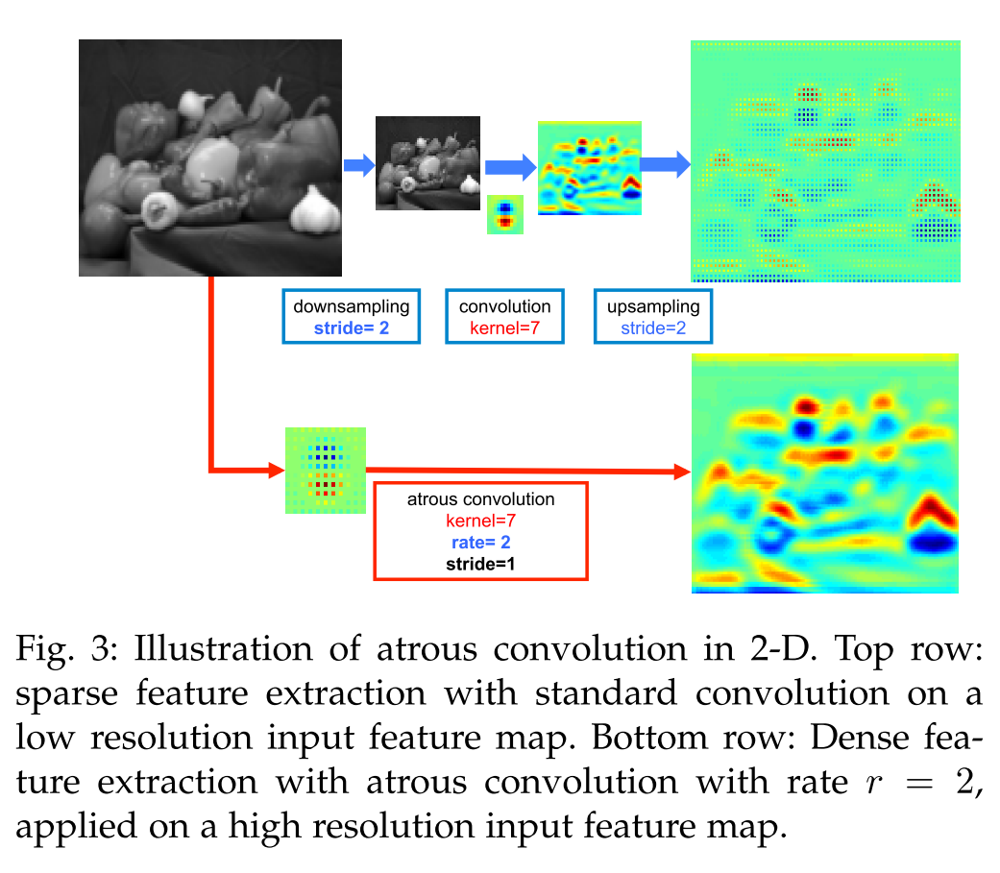 downsampling
stride= 2
convolution
kernel=7
upsampling
stride=2
atrous convolution
kernel=7
rate= 2
stride=1
Fig. 3: Illustration of atrous convolution in 2-D. Top row:
sparse feature extraction with standard convolution on a
low resolution input feature map. Bottom row: Dense fea-
ture extraction with atrous convolution with rate r = 2,
applied on a high resolution input feature map.